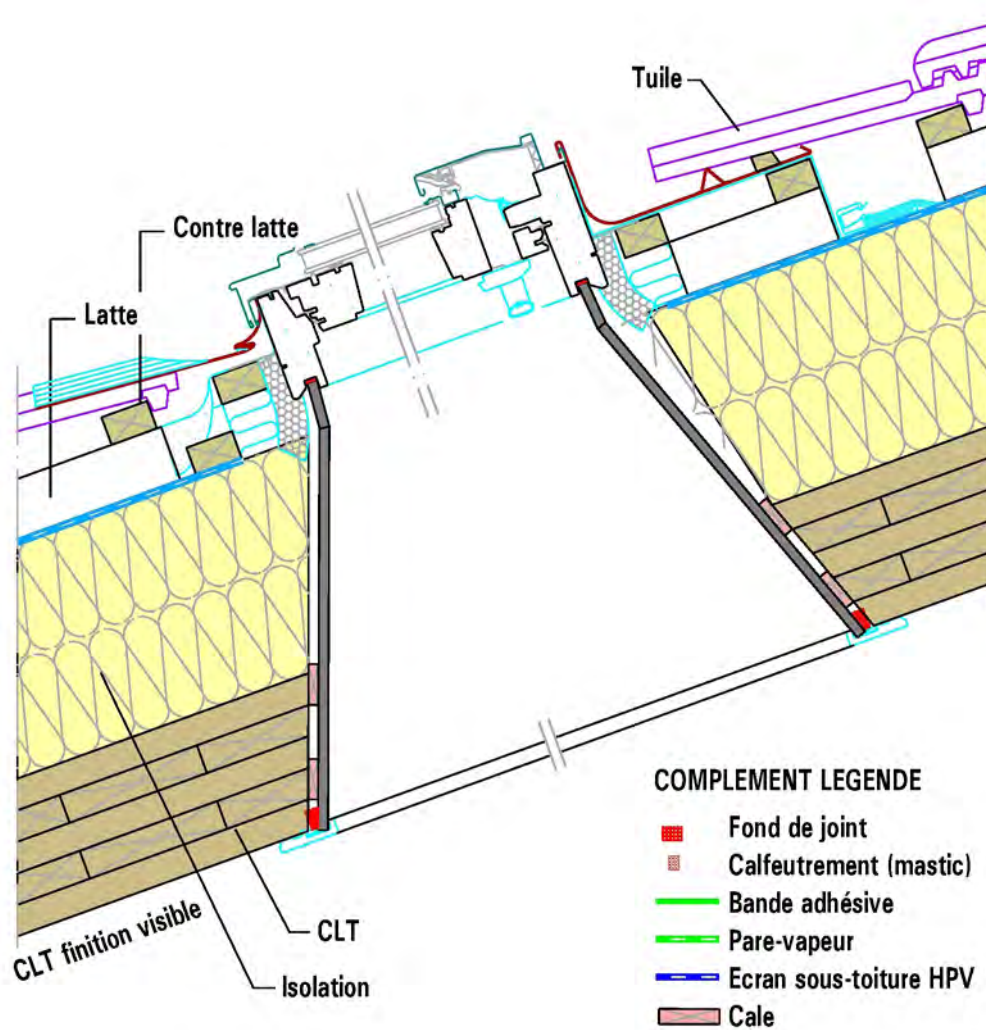 Tuile
Contre latte
Latte
COMPLEMENT LEGENDE
Fond de joint
Calfeutrement (mastic)
Bande adhésive
Pare-vapeur
Ecran sous-toiture HPV
Cale
CLT finition visible
CLT
Isolation